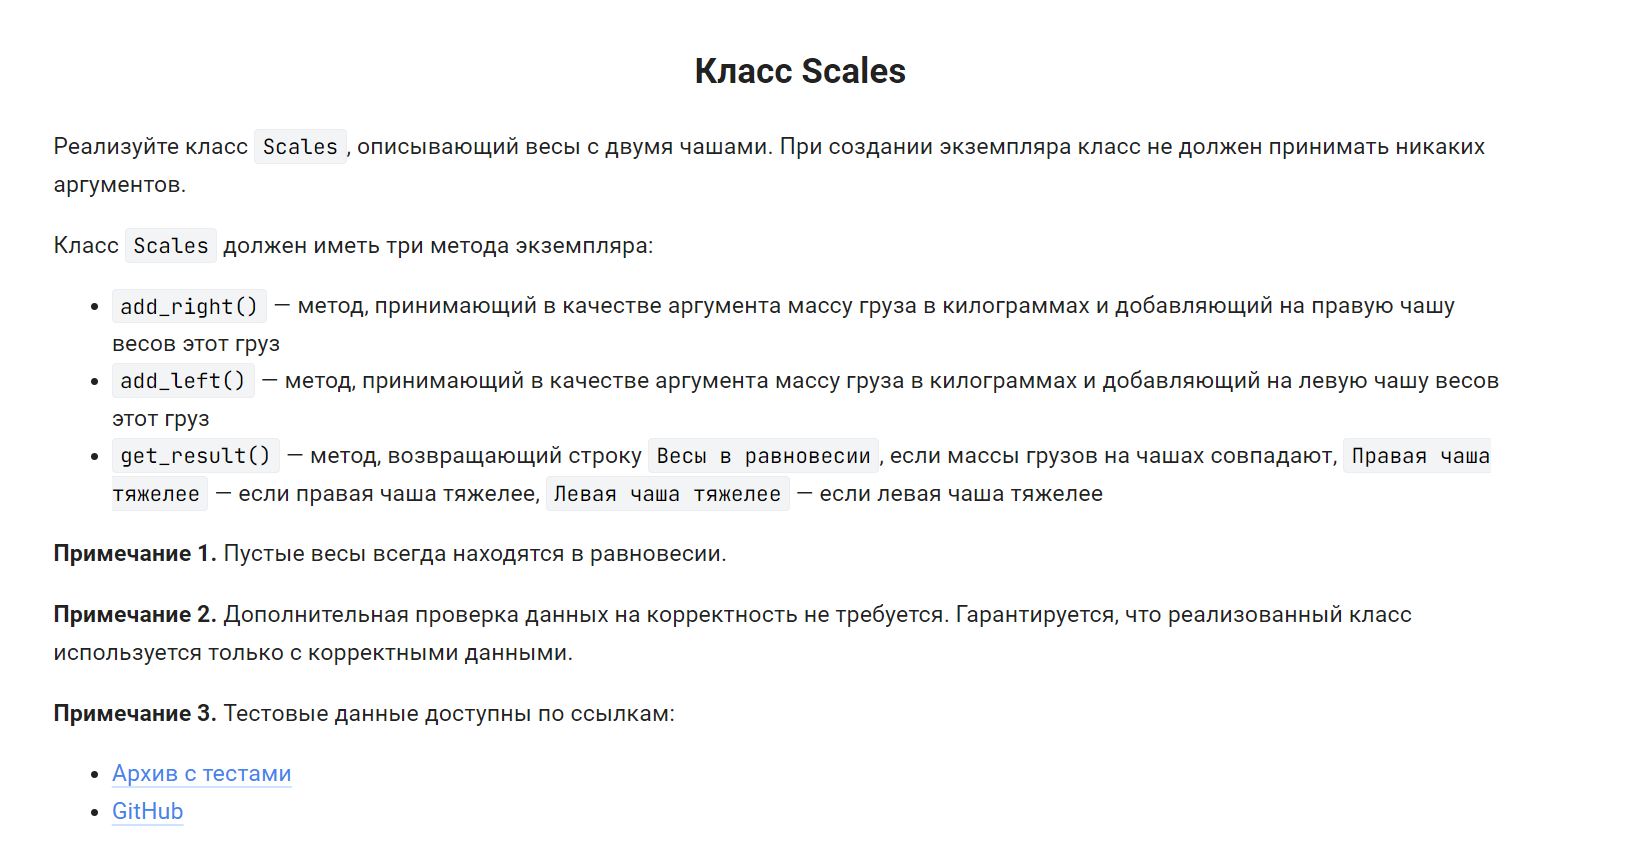 Класс Scales
Реализуйте класс Scales, описывающий весы с двумя чашами. При создании экземпляра класс не должен принимать никаких
аргументов.
Класс Scales должен иметь три метода экземпляра:
• add_right() — метод, принимающий в качестве аргумента массу груза в килограммах и добавляющий на правую чашу
весов этот груз
• add_left() — метод, принимающий в качестве аргумента массу груза в килограммах и добавляющий на левую чашу весов
этот груз
• get_result() — метод, возвращающий строку Весы в равновесии, если массы грузов на чашах совпадают, Правая чаша
тяжелее — если правая чаша тяжелее, Левая чаша тяжелее — если левая чаша тяжелее
Примечание 1. Пустые весы всегда находятся в равновесии.
Примечание 2. Дополнительная проверка данных на корректность не требуется. Гарантируется, что реализованный класс
используется только с корректными данными.
Примечание 3. Тестовые данные доступны по ссылкам:
• Архив с тестами
• GitHub